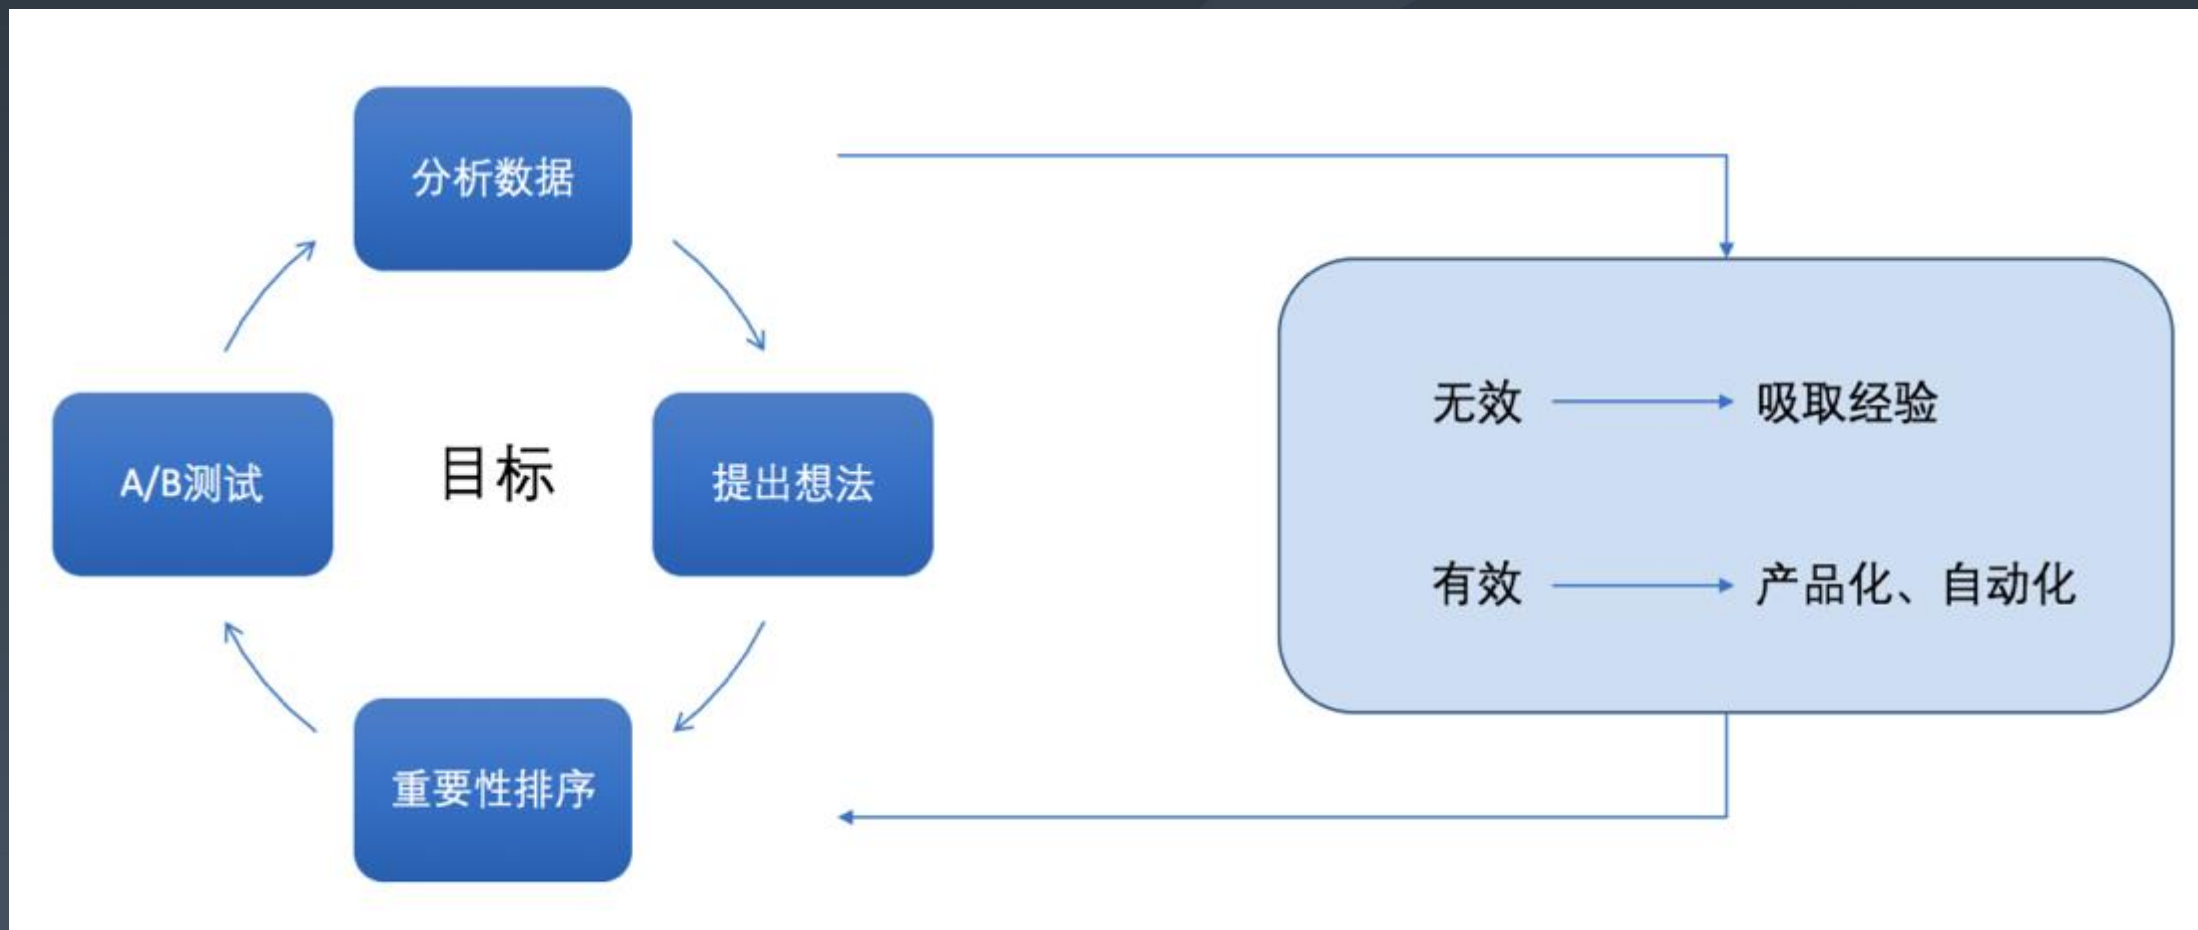 分析数据
A/B测试
目标
提出想法
重要性排序
无效
吸取经验
有效
产品化、自动化